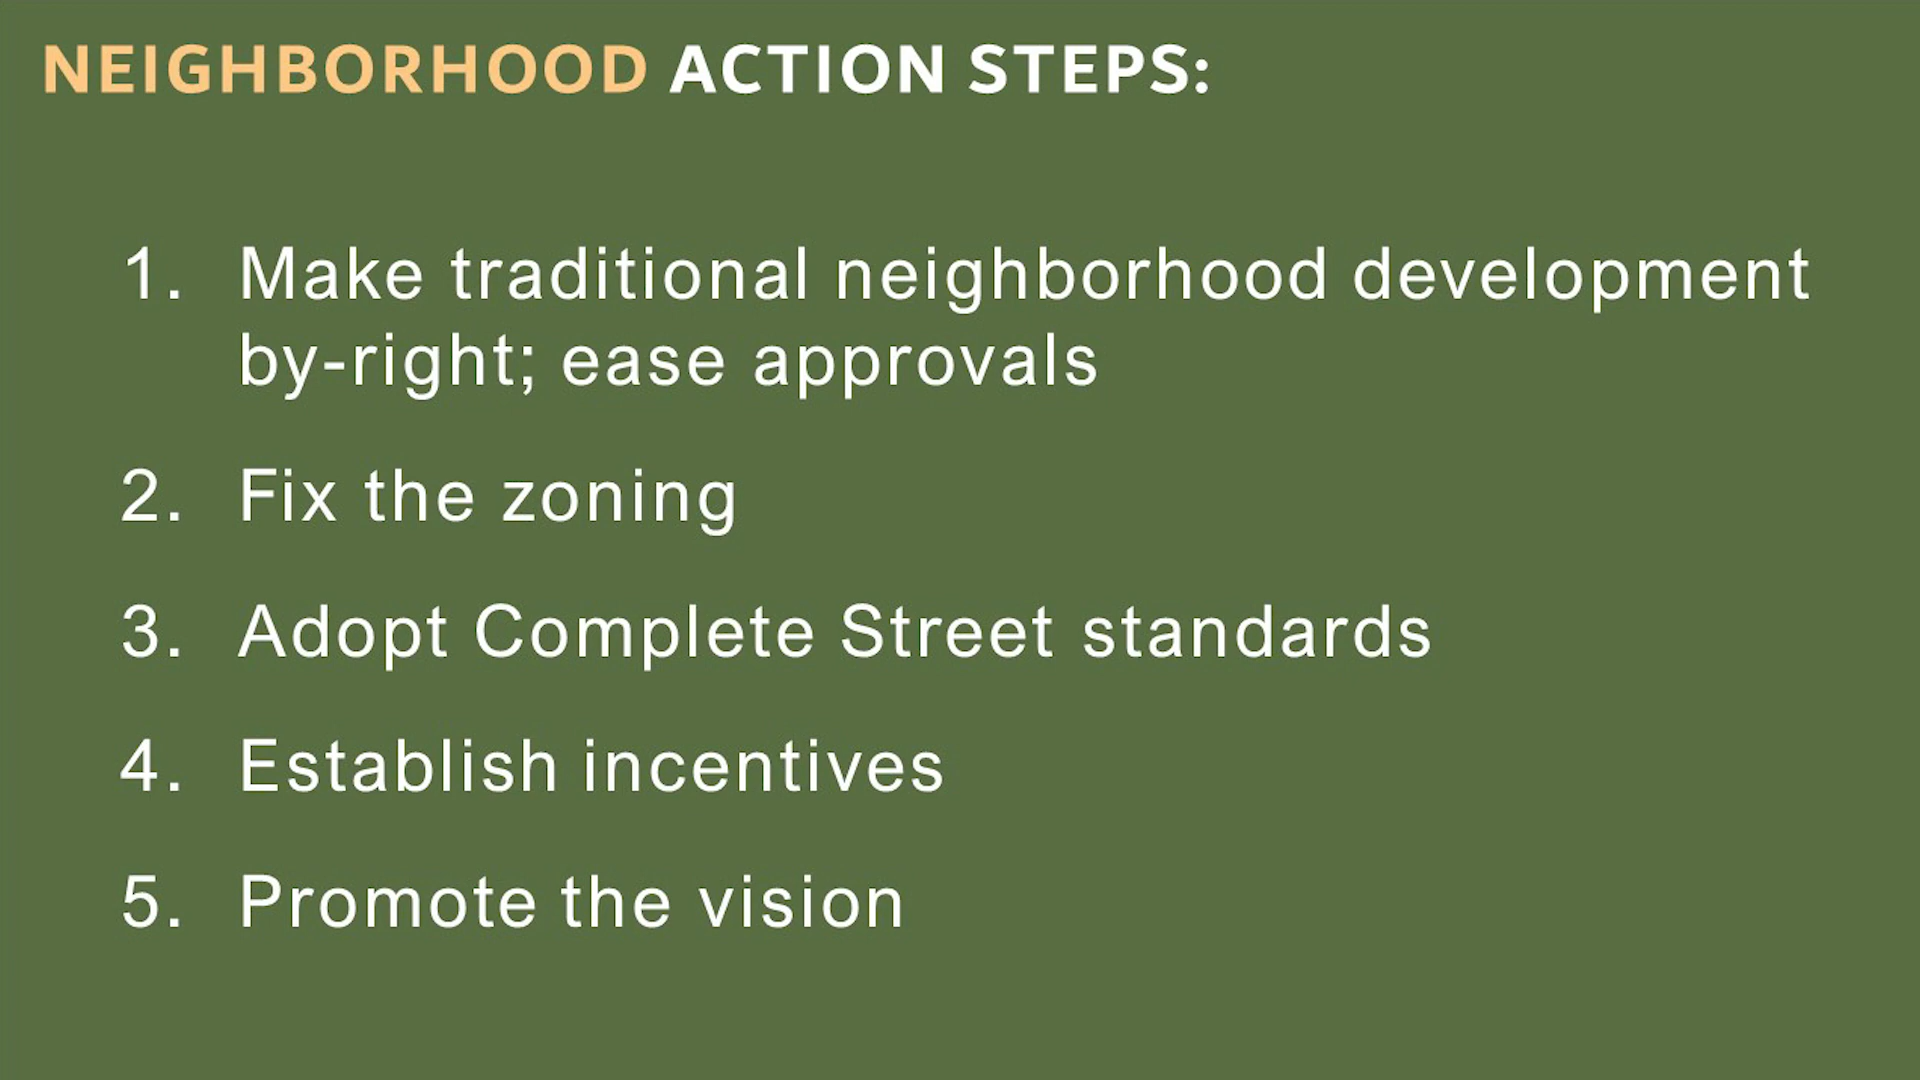 NEIGHBORHOOD ACTION STEPS:
1. Make traditional neighborhood development
by-right; ease approvals
2. Fix the zoning
3. Adopt Complete Street standards
4. Establish incentives
5. Promote the vision